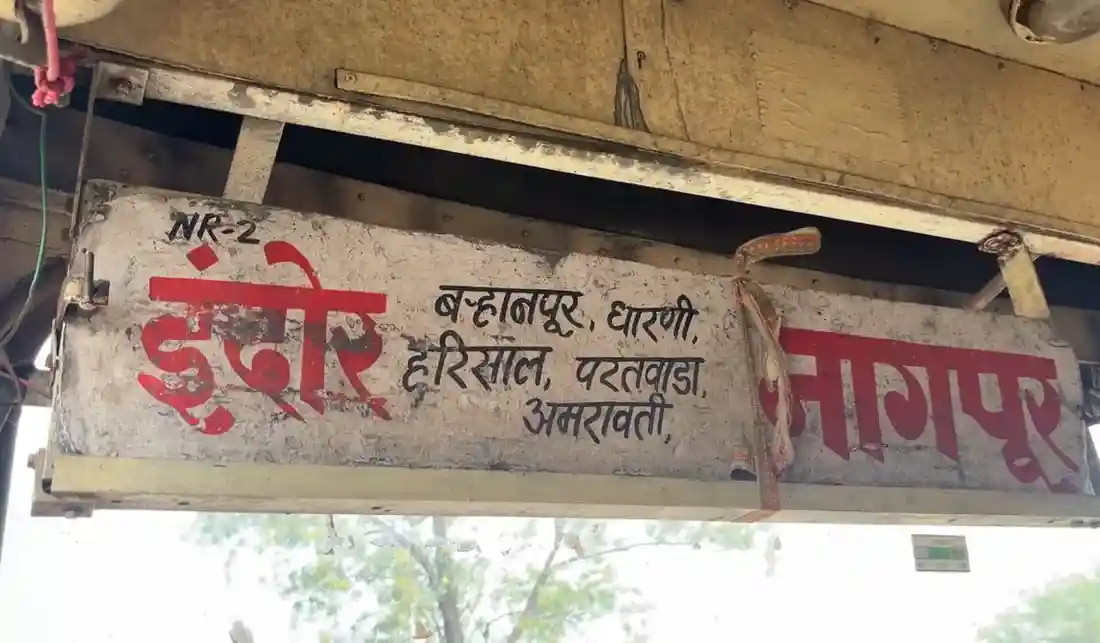 NR-2
इंदोर
बऱ्हानपूर, धारणी,
हरिसाल, परतवाडा,
अमरावती,
नागपूर